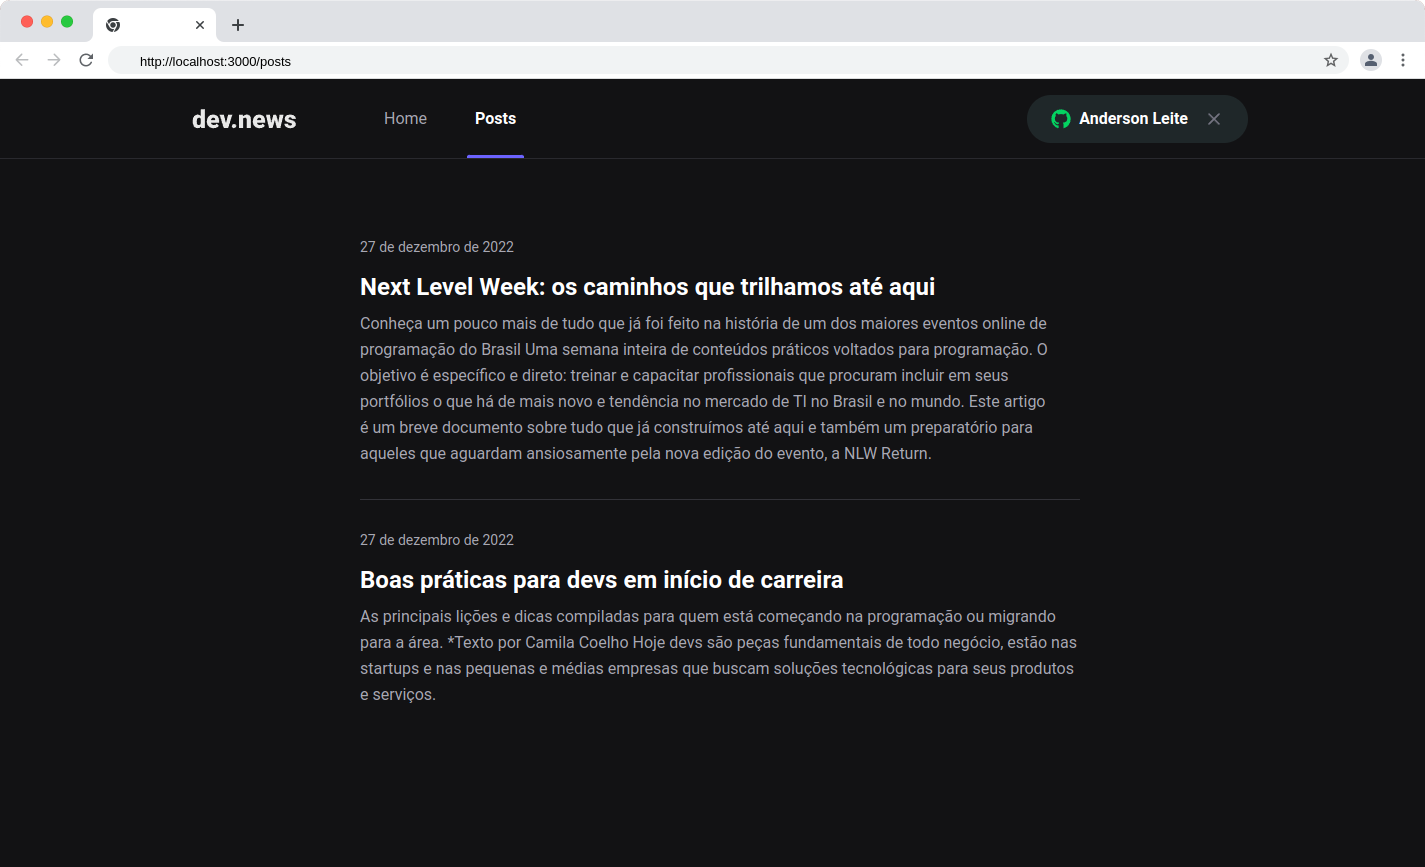 http://localhost:3000/posts
dev.news
Home
Posts
Anderson Leite
27 de dezembro de 2022
Next Level Week: os caminhos que trilhamos até aqui
Conheça um pouco mais de tudo que já foi feito na história de um dos maiores eventos online de
programação do Brasil Uma semana inteira de conteúdos práticos voltados para programação. O
objetivo é específico e direto: treinar e capacitar profissionais que procuram incluir em seus
portfólios o que há de mais novo e tendência no mercado de TI no Brasil e no mundo. Este artigo
é um breve documento sobre tudo que já construímos até aqui e também um preparatório para
aqueles que aguardam ansiosamente pela nova edição do evento, a NLW Return.
27 de dezembro de 2022
Boas práticas para devs em início de carreira
As principais lições e dicas compiladas para quem está começando na programação ou migrando
para a área. *Texto por Camila Coelho Hoje devs são peças fundamentais de todo negócio, estão nas
startups e nas pequenas e médias empresas que buscam soluções tecnológicas para seus produtos
e serviços.